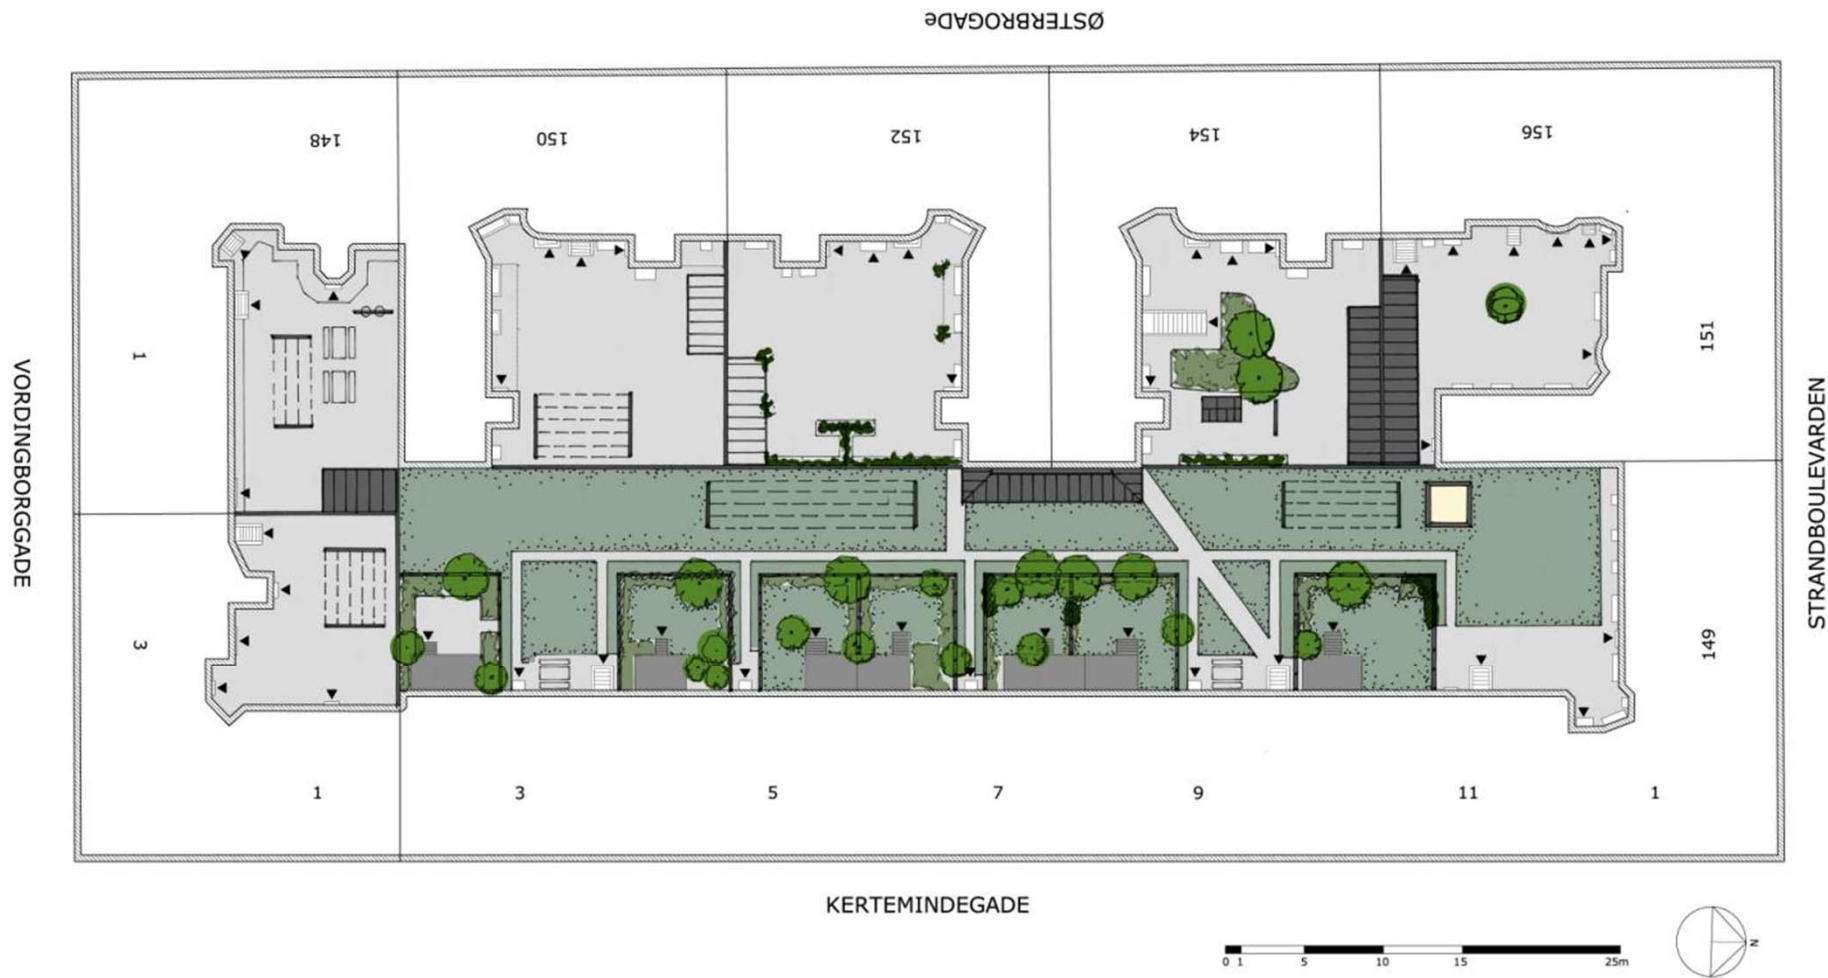 ØSTERBROGADe
148
150
152
154
156
VORDINGBORGGADE
1
151
STRANDBOULEVARDEN
3
149
1
3
5
7
9
11
1
KERTEMINDEGADE
N
0 1 5 10 15 25m